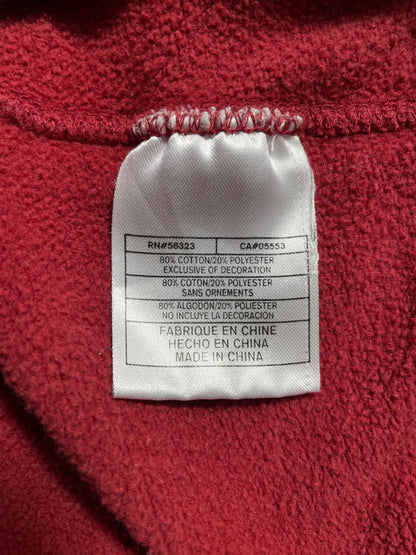 RN#56323 CA#05553
80% COTTON/20% POLYESTER
EXCLUSIVE OF DECORATION
80% COTON/20% POLYESTER
SANS ORNEMENTS
80% ALGODON/20% POLIESTER
NO INCLUYE LA DECORACION
FABRIQUE EN CHINE
HECHO EN CHINA
MADE IN CHINA